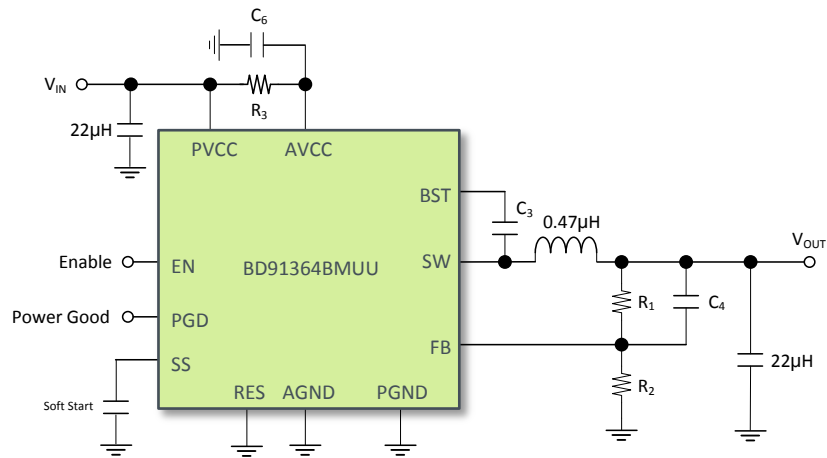 C6
VIN
R3
22µH
PVCC
AVCC
BST
C3
0.47µH
VOUT
Enable
EN
BD91364BMUU
SW
Power Good
PGD
R1
C4
SS
FB
22µH
R2
Soft Start
RES
AGND
PGND